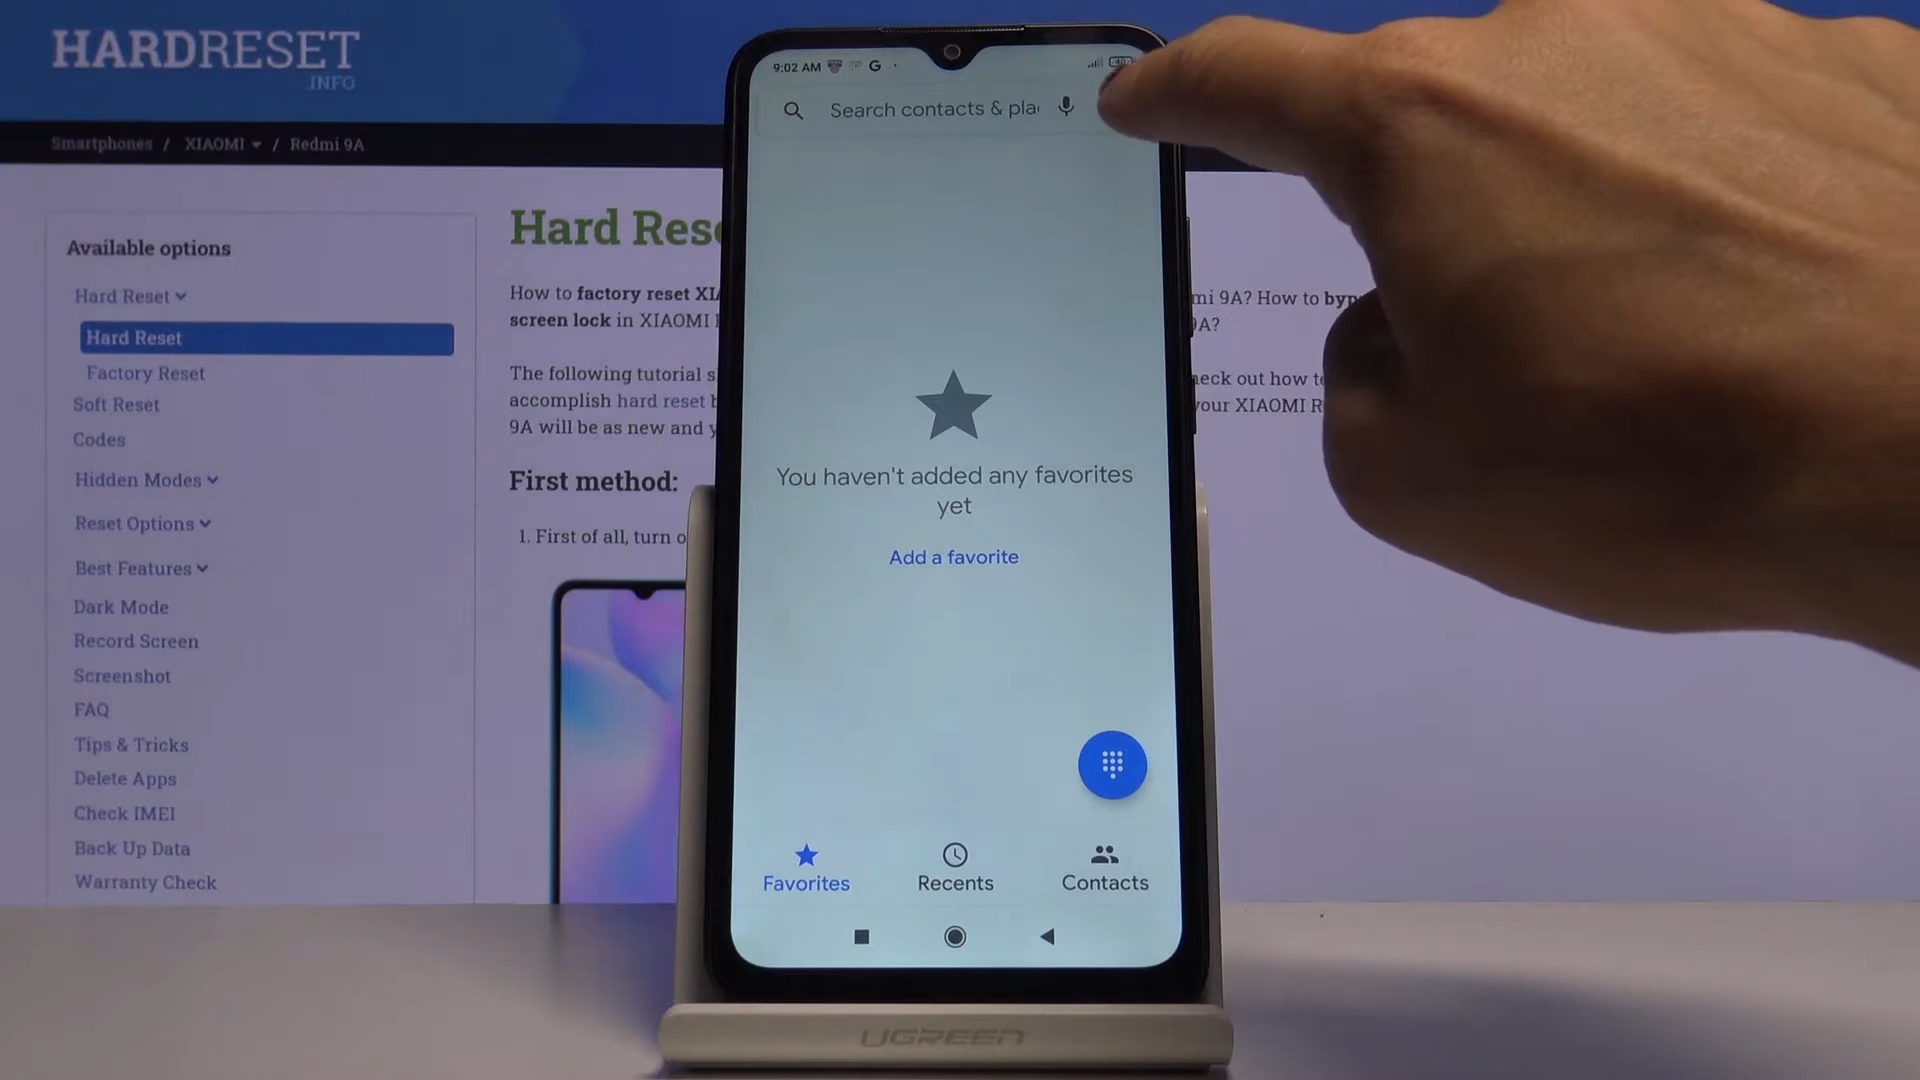 HARDRESET
.INFO
Smartphones / XIAOMI / Redmi 9A
Available options
Hard Reset
Hard Reset
Factory Reset
Soft Reset
Codes
Hidden Modes
Reset Options
Best Features
Dark Mode
Record Screen
Screenshot
FAQ
Tips & Tricks
Delete Apps
Check IMEI
Back Up Data
Warranty Check
Hard Res
How to factory reset XIA
mi 9A? How to byp
screen lock in XIAOMI
9A?
The following tutorial s
heck out how to
accomplish hard reset b
your XIAOMI R
9A will be as new and y
First method:
1. First of all, turn o
9:02 AM G
Search contacts & pla
You haven't added any favorites
yet
Add a favorite
Favorites
Recents
Contacts
UGREEN